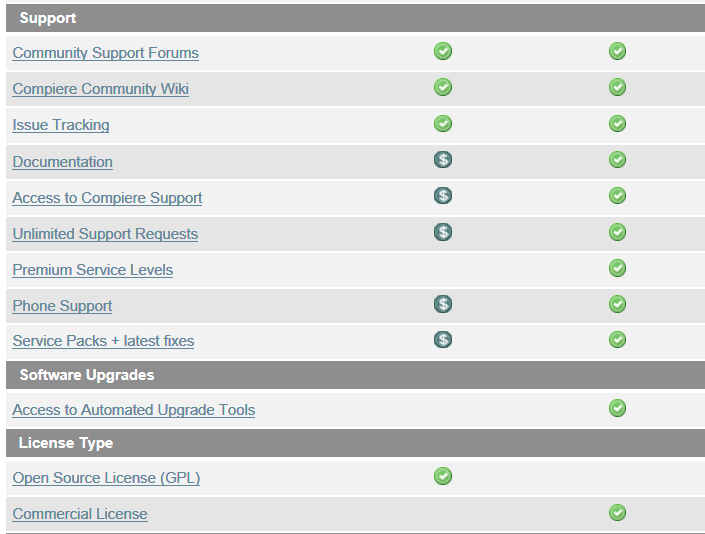 Support
Community Support Forums
Compiere Community Wiki
Issue Tracking
Documentation $
Access to Compiere Support $
Unlimited Support Requests $
Premium Service Levels
Phone Support $
Service Packs + latest fixes $
Software Upgrades
Access to Automated Upgrade Tools
License Type
Open Source License (GPL)
Commercial License